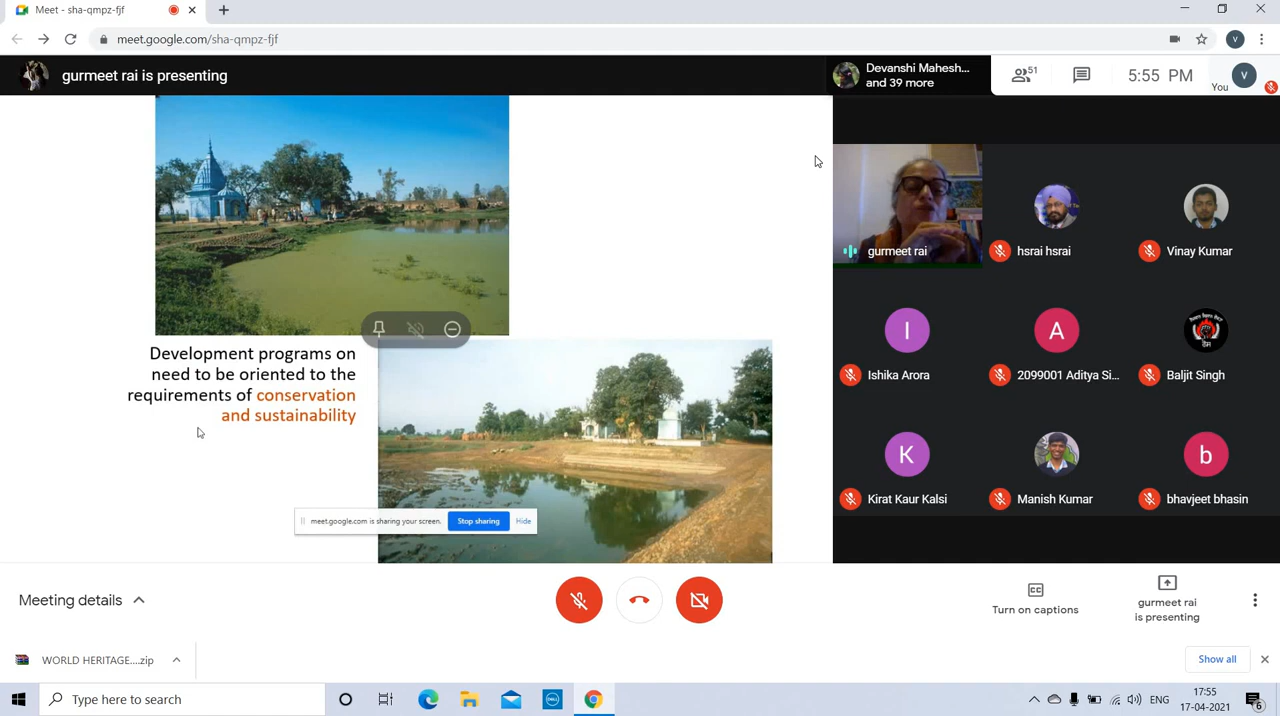 Meet - sha-qmpz-fjf
meet.google.com/sha-qmpz-fjf
V
gurmeet rai is presenting
Devanshi Mahesh...
and 39 more
51
5:55 PM
You
V
Development programs on
need to be oriented to the
requirements of conservation
and sustainability
meet.google.com is sharing your screen.
Stop sharing
Hide
gurmeet rai
hsrai hsrai
Vinay Kumar
I
A
Ishika Arora
2099001 Aditya Si...
Baljit Singh
K
b
Kirat Kaur Kalsi
Manish Kumar
bhavjeet bhasin
Meeting details
CC
Turn on captions
gurmeet rai
is presenting
WORLD HERITAGE....zip
Show all
Type here to search
DELL
ENG
17:55
17-04-2021
6